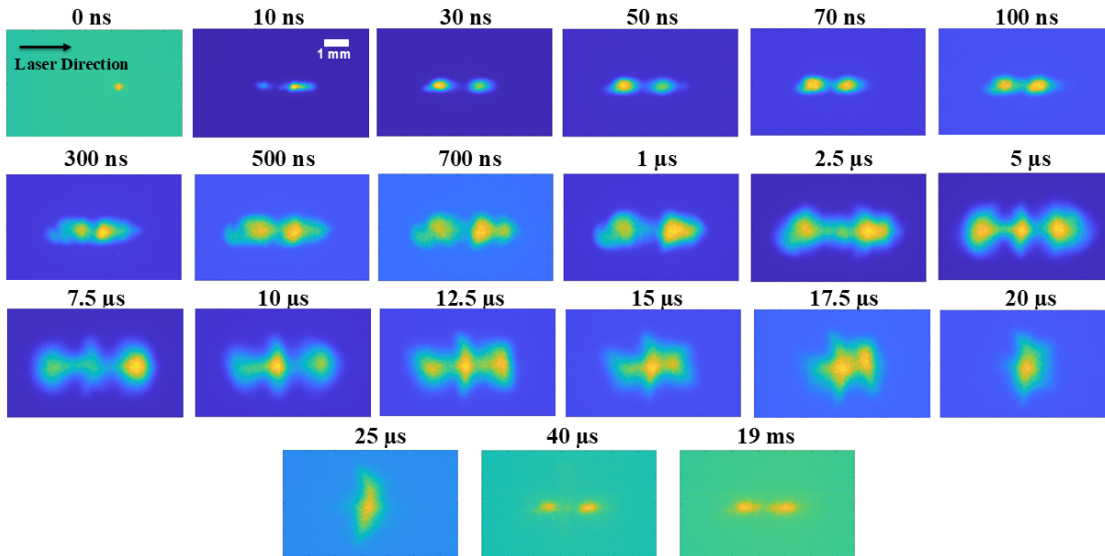 0 ns 10 ns 30 ns 50 ns 70 ns 100 ns
Laser Direction
1 mm
300 ns 500 ns 700 ns 1 µs 2.5 µs 5 µs
7.5 µs 10 µs 12.5 µs 15 µs 17.5 µs 20 µs
25 µs 40 µs 19 ms